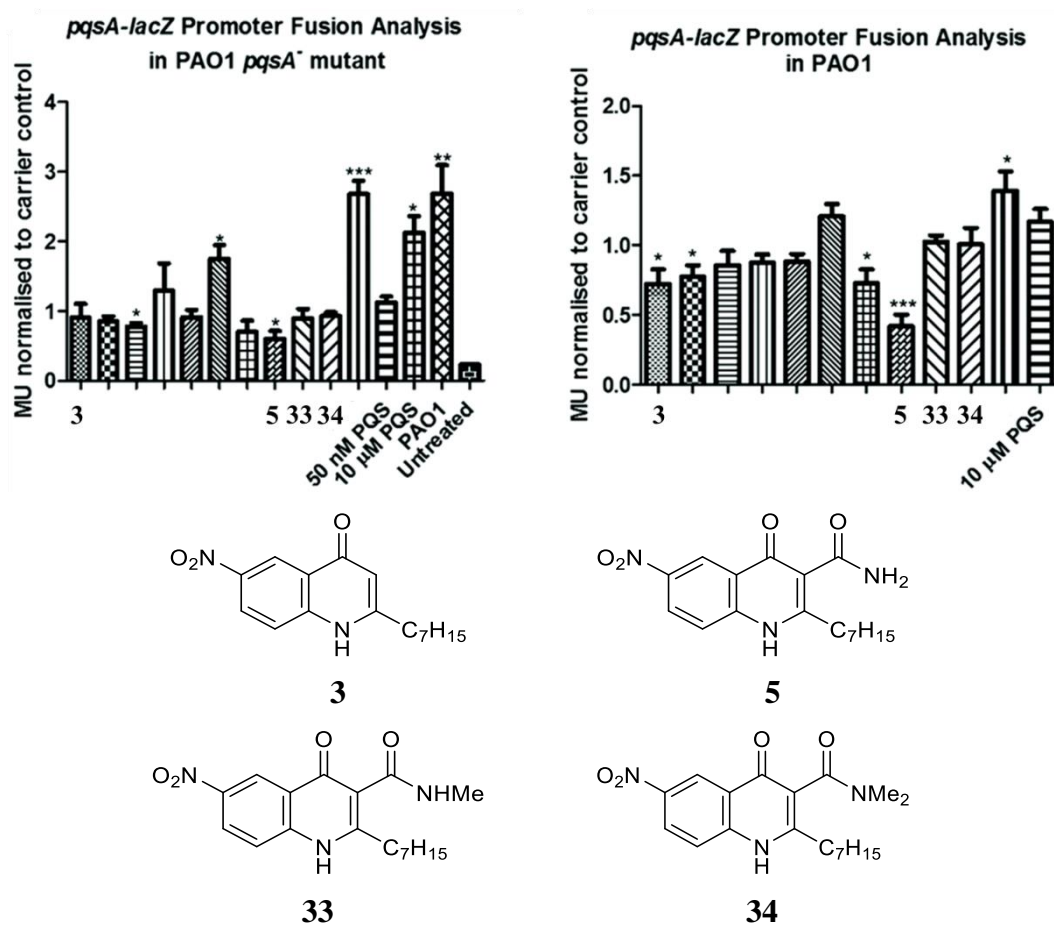 pqsA-lacZ Promoter Fusion Analysis
in PAO1 pqsA⁻ mutant
MU normalised to carrier control
4
3
2
1
0
*
*
*
***
*
**
3
5
33
34
50 nM PQS
10 µM PQS
PAO1
Untreated
pqsA-lacZ Promoter Fusion Analysis
in PAO1
MU normalised to carrier control
2.0
1.5
1.0
0.5
0.0
*
*
*
***
*
3
5
33
34
10 µM PQS
O
O₂N
N
H
C₇H₁₅
3
O
O
O₂N
NH₂
N
H
C₇H₁₅
5
O
O
O₂N
NHMe
N
H
C₇H₁₅
33
O
O
O₂N
NMe₂
N
H
C₇H₁₅
34